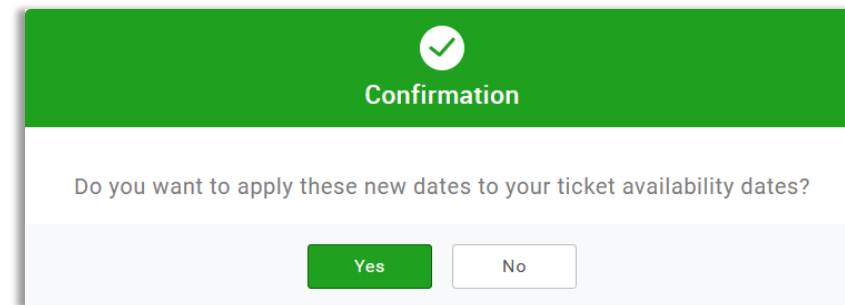 Confirmation
Do you want to apply these new dates to your ticket availability dates?
Yes
No